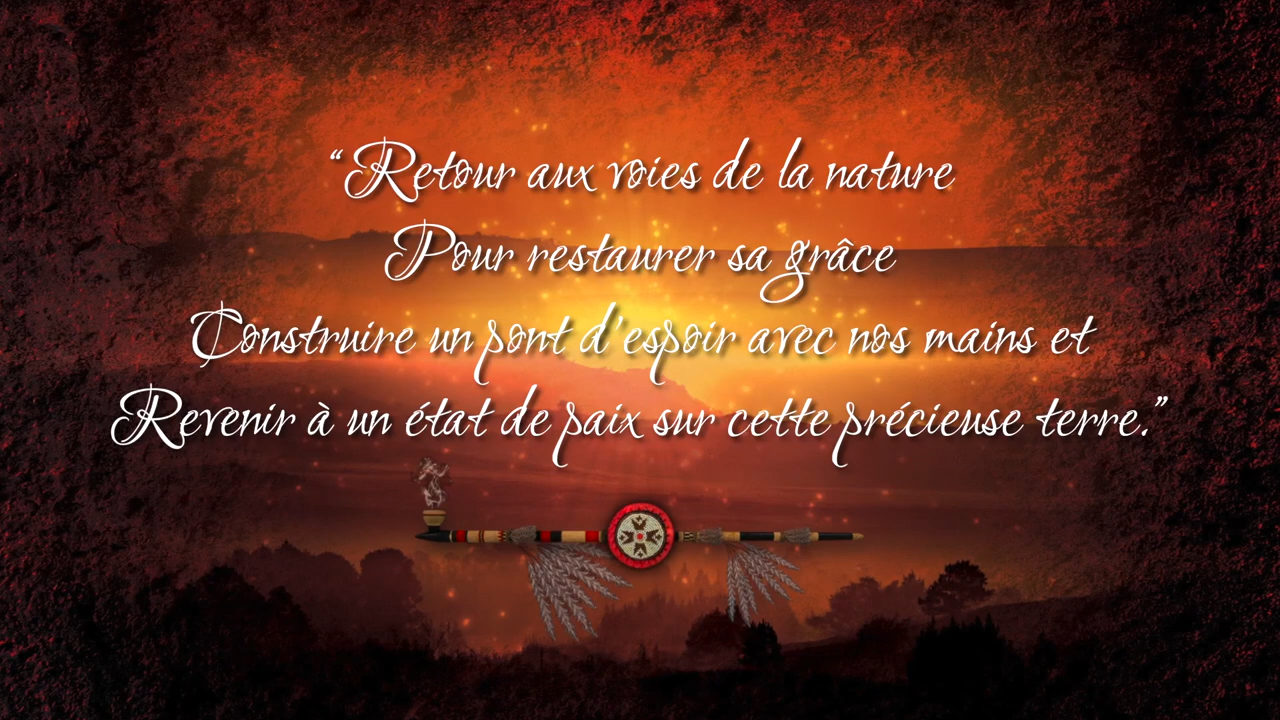 “Retour aux voies de la nature
Pour restaurer sa grâce
Construire un pont d’espoir avec nos mains et
Revenir à un état de paix sur cette précieuse terre.”